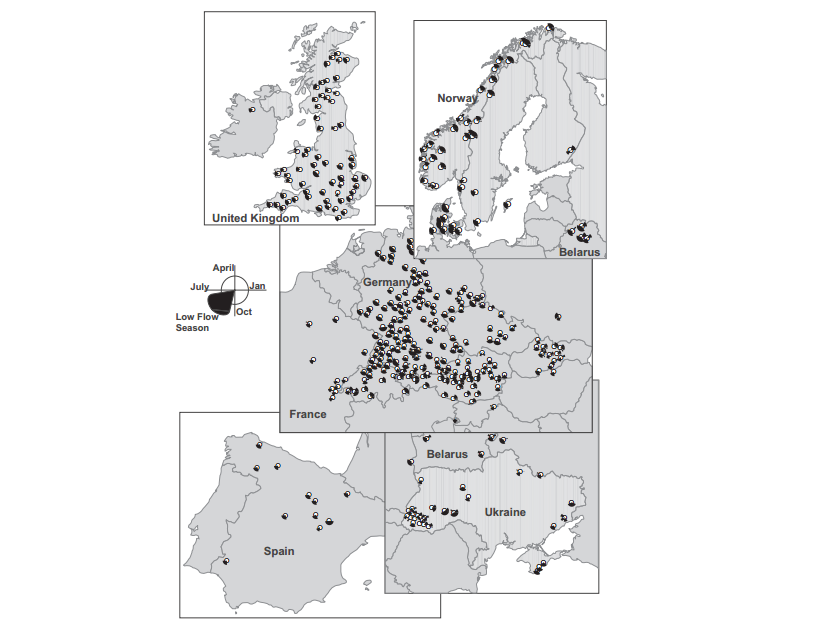 Norway
United Kingdom
Belarus
April
Germany
July
Jan
Low Flow
Season
Oct
France
Belarus
Ukraine
Spain